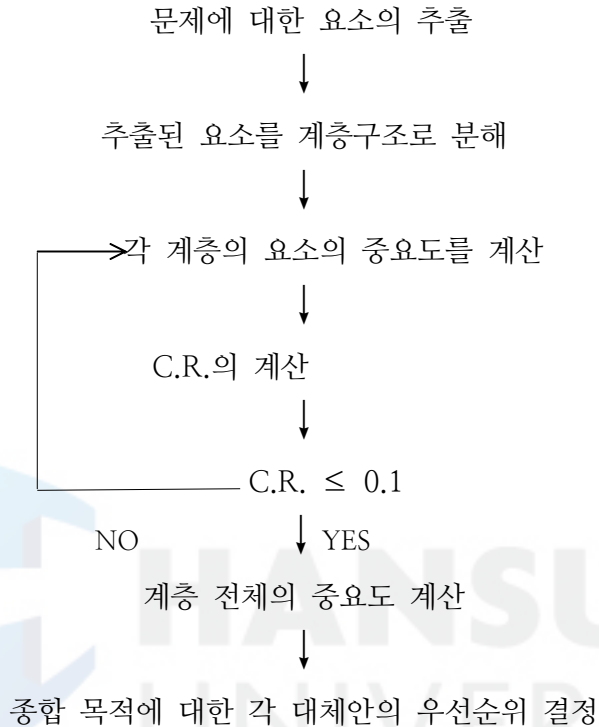 문제에 대한 요소의 추출
추출된 요소를 계층구조로 분해
각 계층의 요소의 중요도를 계산
C.R.의 계산
C.R. ≤ 0.1
NO
YES
계층 전체의 중요도 계산
HANSU
종합 목적에 대한 각 대체안의 우선순위 결정